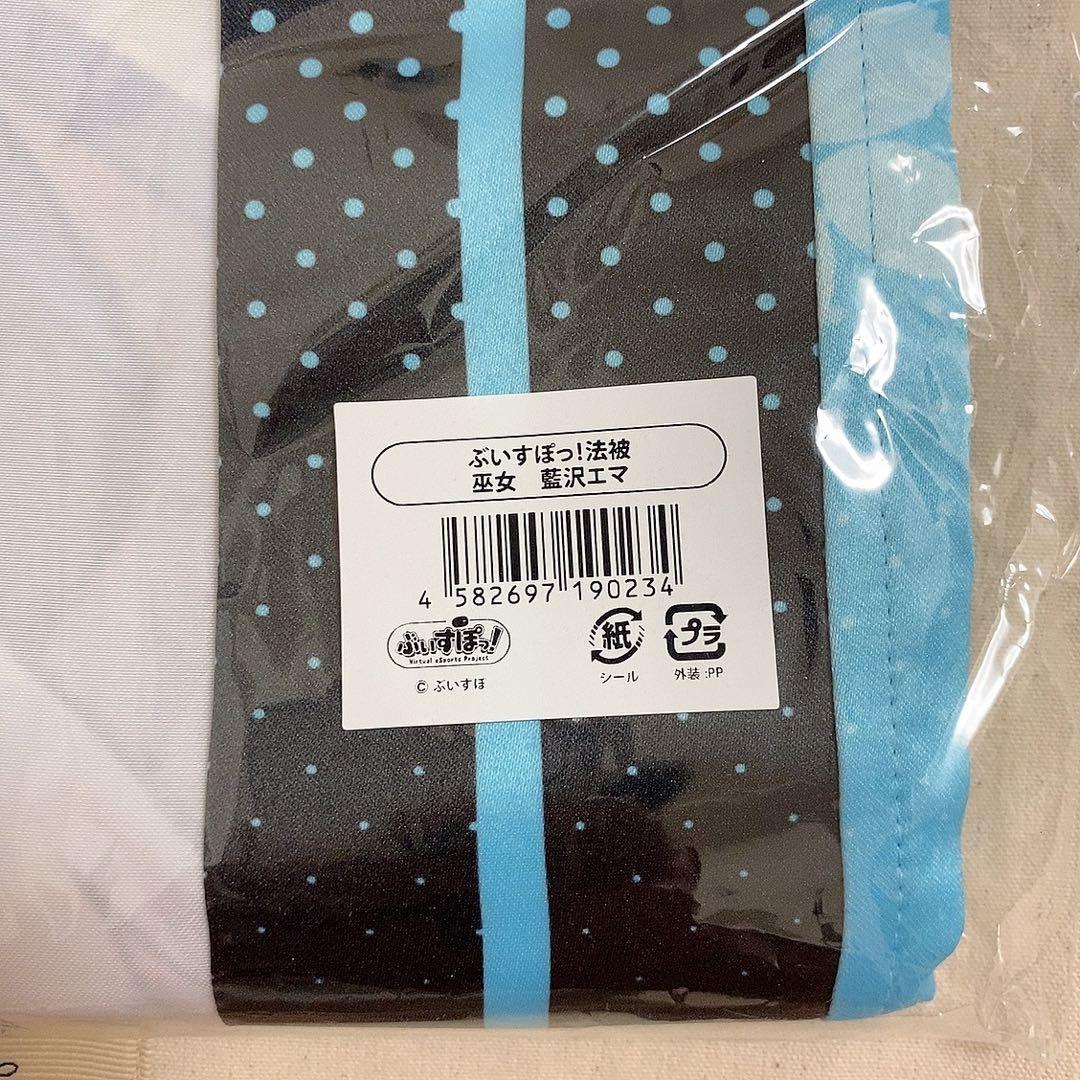 ぶいすぽっ!法被
巫女　藍沢エマ
4 582697 190234
ぶいすぽっ!
Virtual eSports Project
© ぶいすぽ
紙
シール
プラ
外装:PP